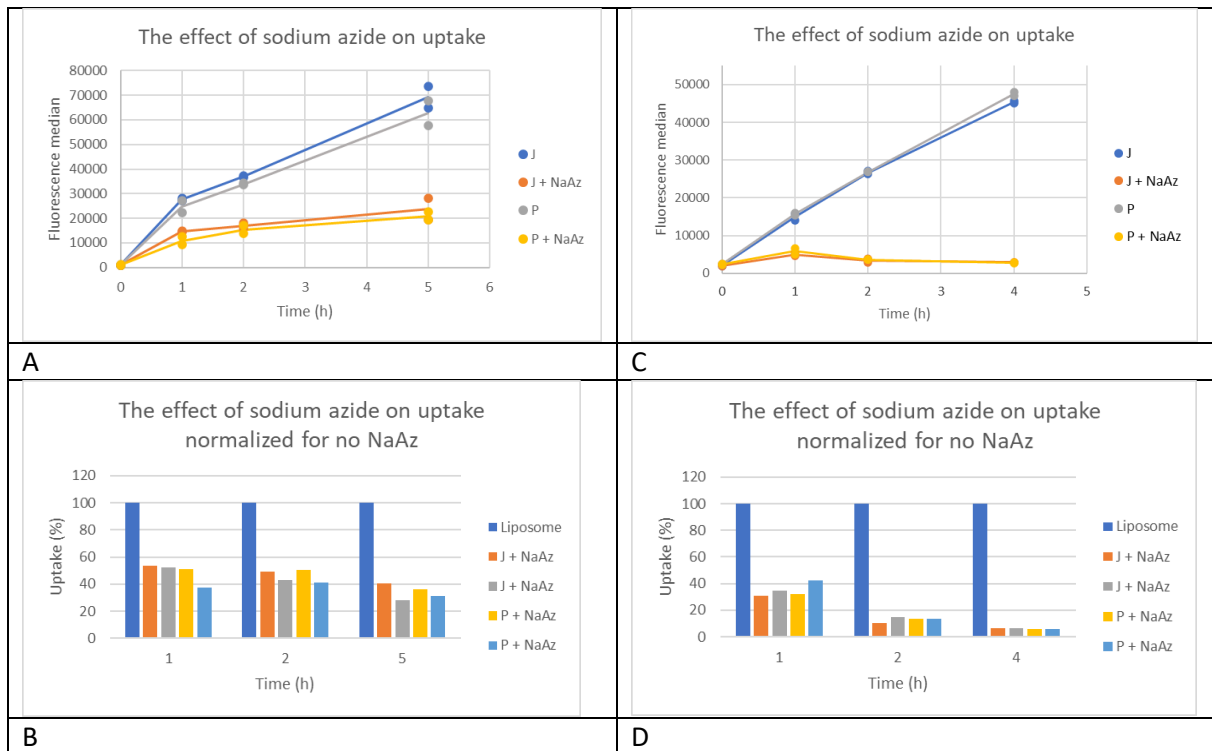 The effect of sodium azide on uptake
Fluorescence median
80000
70000
60000
50000
40000
30000
20000
10000
0
0 1 2 3 4 5 6
Time (h)
J
J + NaAz
P
P + NaAz
A
The effect of sodium azide on uptake
Fluorescence median
50000
40000
30000
20000
10000
0
0 1 2 3 4 5
Time (h)
J
J + NaAz
P
P + NaAz
C
The effect of sodium azide on uptake
normalized for no NaAz
Uptake (%)
120
100
80
60
40
20
0
1 2 5
Time (h)
Liposome
J + NaAz
J + NaAz
P + NaAz
P + NaAz
B
The effect of sodium azide on uptake
normalized for no NaAz
Uptake (%)
120
100
80
60
40
20
0
1 2 4
Time (h)
Liposome
J + NaAz
J + NaAz
P + NaAz
P + NaAz
D